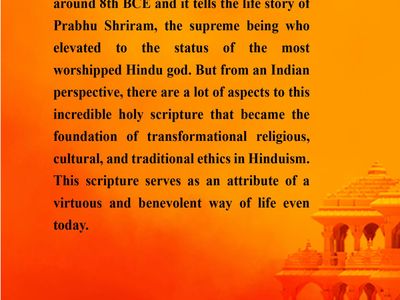 around 8th BCE and it tells the life story of
Prabhu Shriram, the supreme being who
elevated to the status of the most
worshipped Hindu god. But from an Indian
perspective, there are a lot of aspects to this
incredible holy scripture that became the
foundation of transformational religious,
cultural, and traditional ethics in Hinduism.
This scripture serves as an attribute of a
virtuous and benevolent way of life even
today.